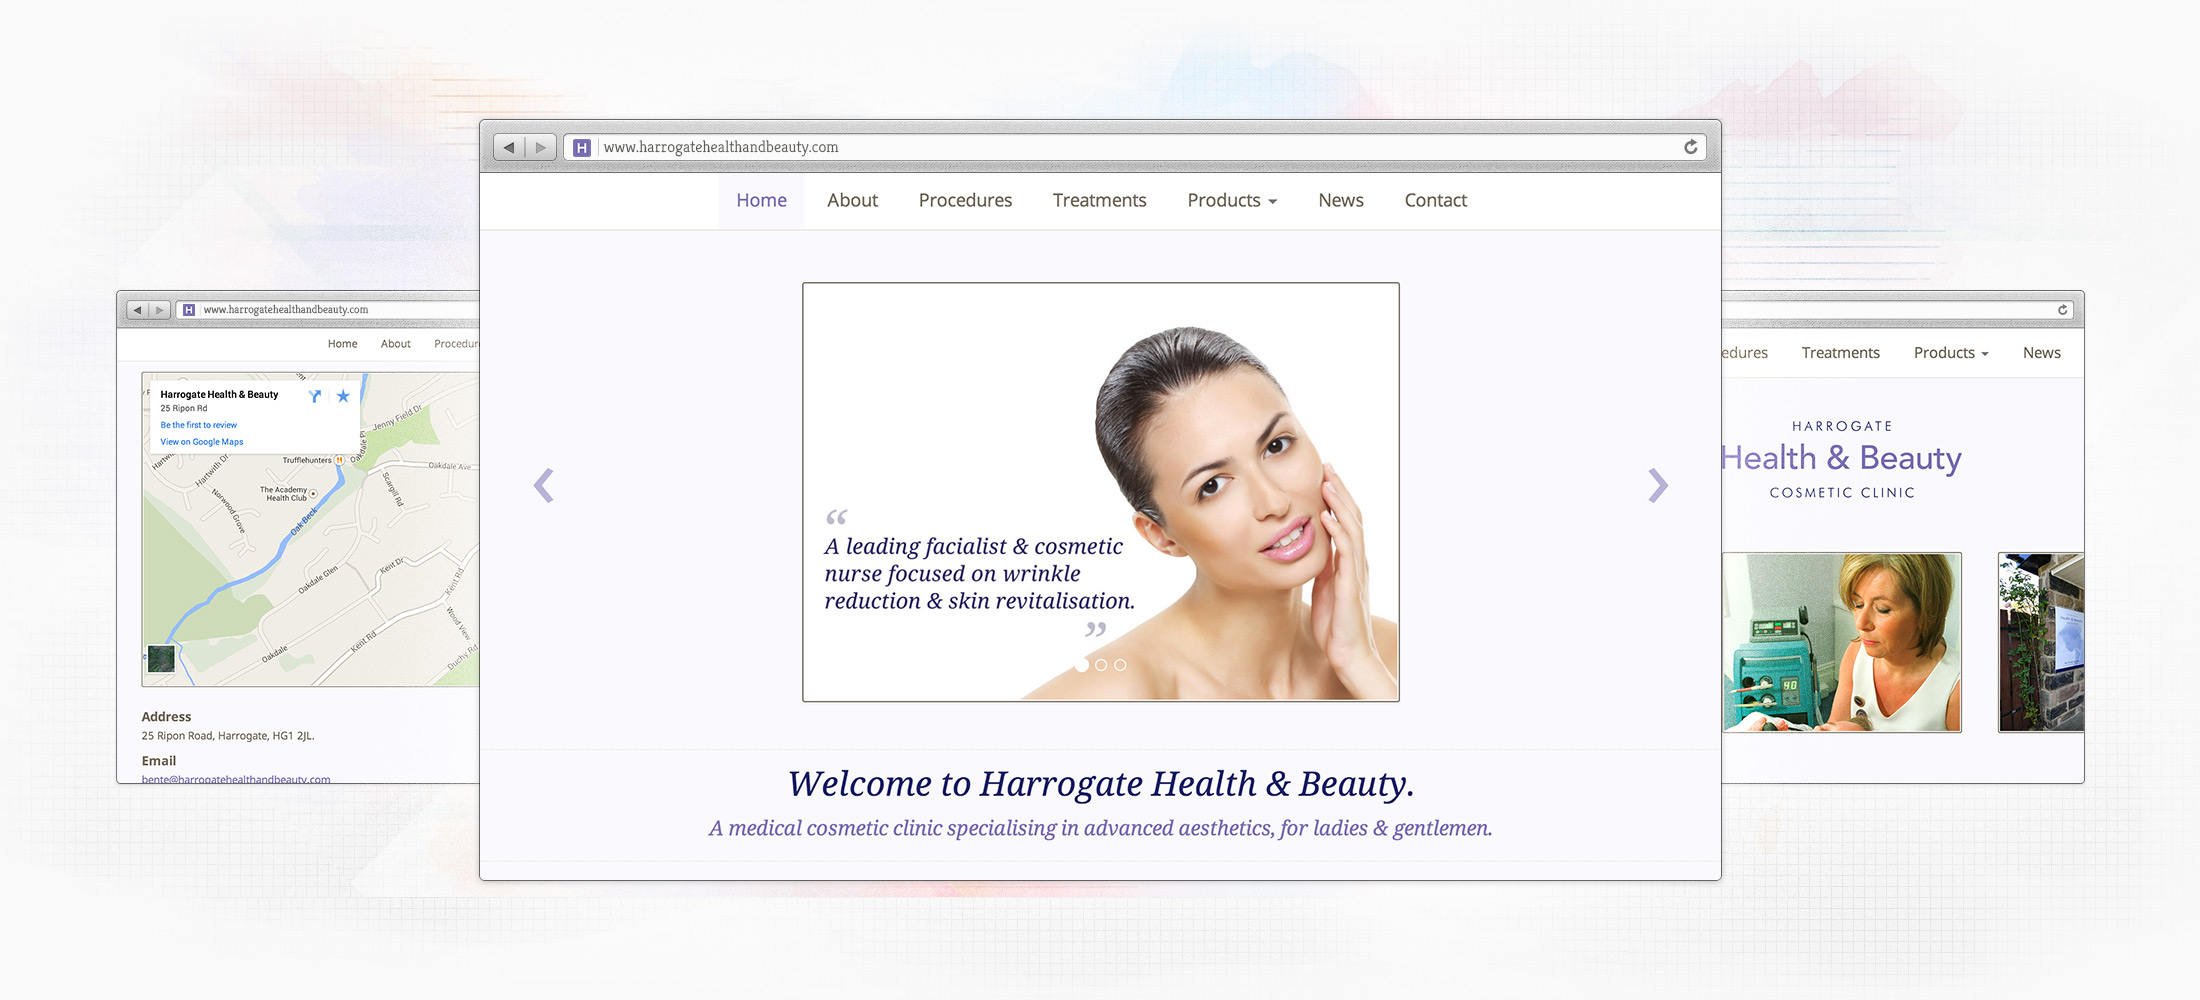 www.harrogatehealthandbeauty.com
Home About Procedures Treatments Products News Contact
“
A leading facialist & cosmetic
nurse focused on wrinkle
reduction & skin revitalisation.
”
Welcome to Harrogate Health & Beauty.
A medical cosmetic clinic specialising in advanced aesthetics, for ladies & gentlemen.
www.harrogatehealthandbeauty.com
Home About Procedur
Harrogate Health & Beauty
25 Ripon Rd
Be the first to review
View on Google Maps
Jenny Field Dr
Oakdale Pl
Trufflehunters
Oakdale Ave
Hartwith Dr
The Academy
Health Club
Scargill Rd
Norwood Grove
Oak Beck
Oakdale Glen
Kent Dr
Kent Rd
Wood View
Kent Rd
Oakdale
Duchy Rd
Address
25 Ripon Road, Harrogate, HG1 2JL.
Email
bente@harrogatehealthandbeauty.com
edures Treatments Products News
HARROGATE
Health & Beauty
COSMETIC CLINIC
H